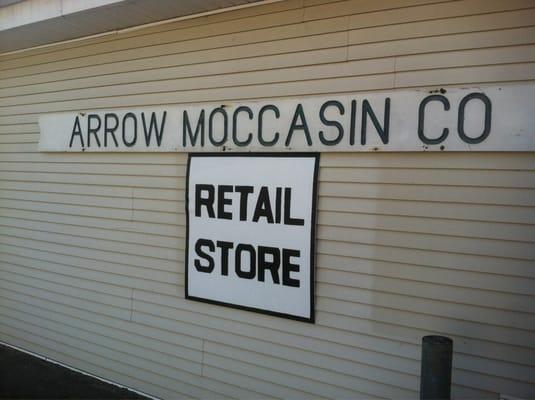 ARROW MOCCASIN CO
RETAIL
STORE